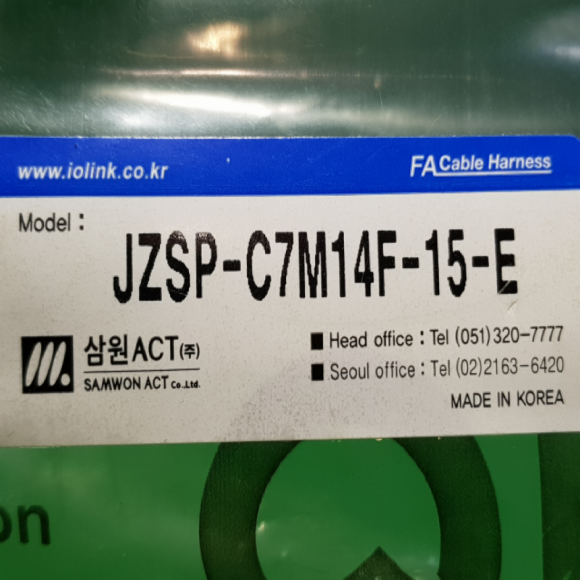 www.iolink.co.kr
FA Cable Harness
Model :
JZSP-C7M14F-15-E
삼원ACT(주)
SAMWON ACT Co.,Ltd.
■ Head office : Tel (051)320-7777
■ Seoul office : Tel (02)2163-6420
MADE IN KOREA
on